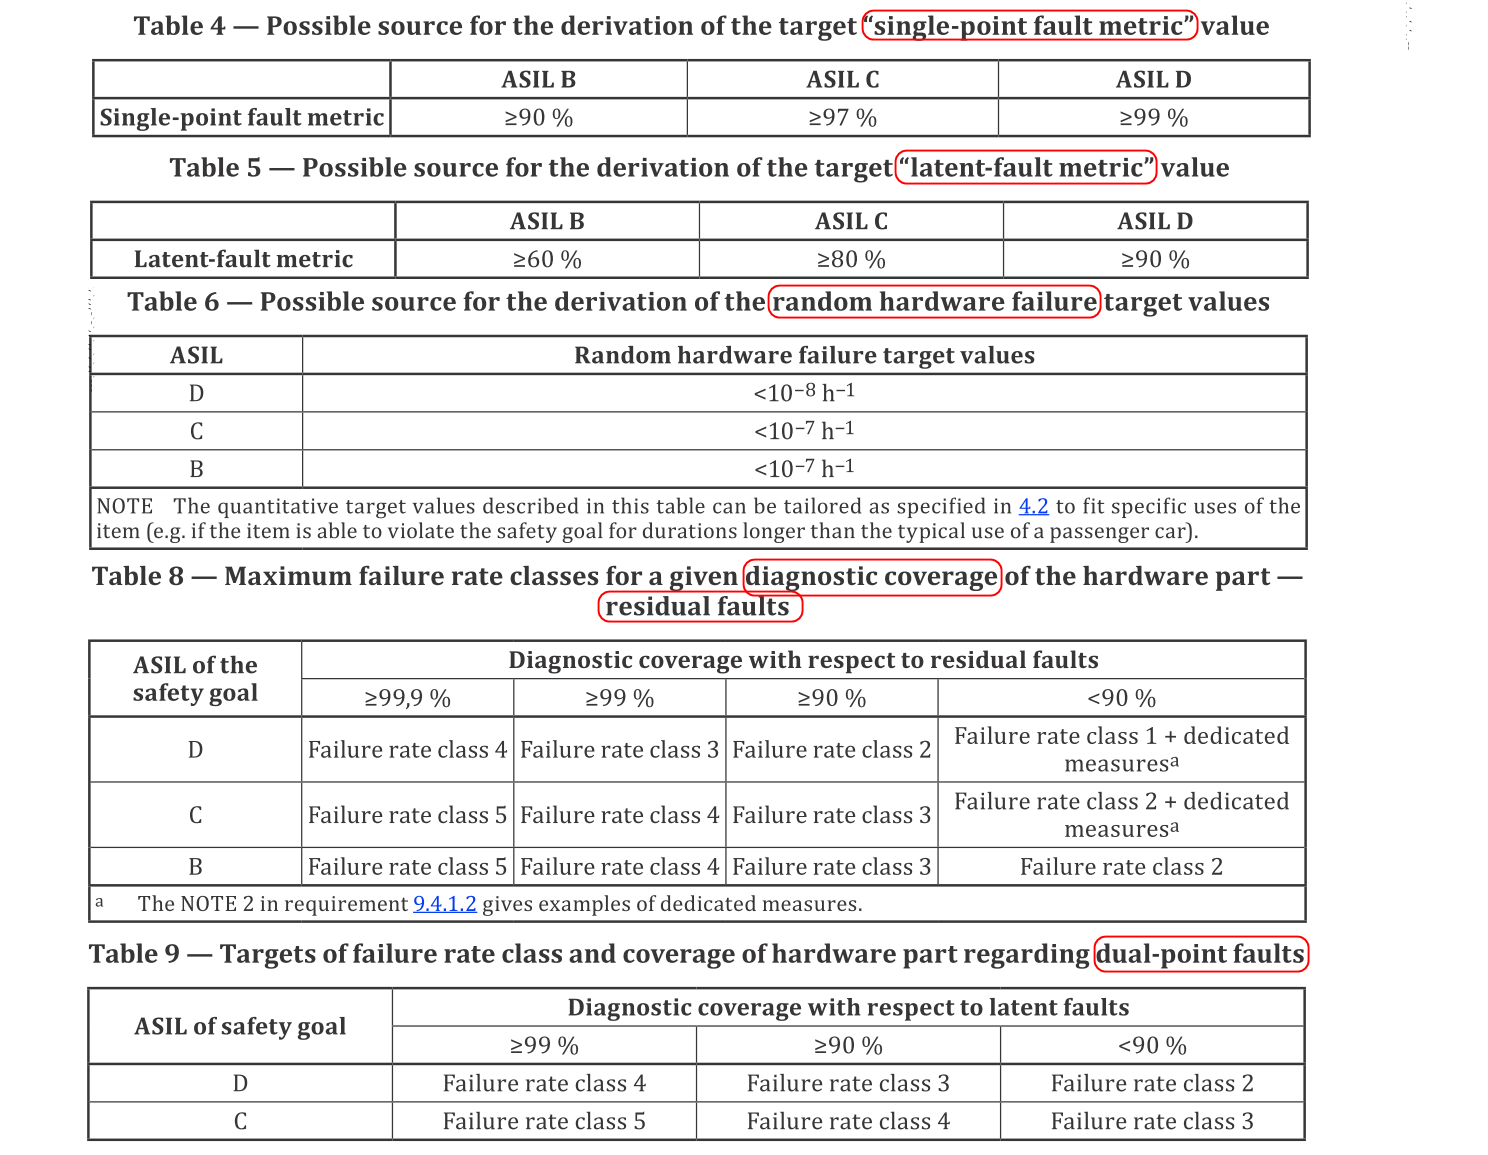 Table 4 — Possible source for the derivation of the target “single-point fault metric” value
ASIL B ASIL C ASIL D
Single-point fault metric ≥90 % ≥97 % ≥99 %
Table 5 — Possible source for the derivation of the target “latent-fault metric” value
ASIL B ASIL C ASIL D
Latent-fault metric ≥60 % ≥80 % ≥90 %
Table 6 — Possible source for the derivation of the random hardware failure target values
ASIL Random hardware failure target values
D <10⁻⁸ h⁻¹
C <10⁻⁷ h⁻¹
B <10⁻⁷ h⁻¹
NOTE The quantitative target values described in this table can be tailored as specified in 4.2 to fit specific uses of the
item (e.g. if the item is able to violate the safety goal for durations longer than the typical use of a passenger car).
Table 8 — Maximum failure rate classes for a given diagnostic coverage of the hardware part —
residual faults
ASIL of the
safety goal
Diagnostic coverage with respect to residual faults
≥99,9 % ≥99 % ≥90 % <90 %
D Failure rate class 4 Failure rate class 3 Failure rate class 2 Failure rate class 1 + dedicated
measuresᵃ
C Failure rate class 5 Failure rate class 4 Failure rate class 3 Failure rate class 2 + dedicated
measuresᵃ
B Failure rate class 5 Failure rate class 4 Failure rate class 3 Failure rate class 2
a The NOTE 2 in requirement 9.4.1.2 gives examples of dedicated measures.
Table 9 — Targets of failure rate class and coverage of hardware part regarding dual-point faults
ASIL of safety goal
Diagnostic coverage with respect to latent faults
≥99 % ≥90 % <90 %
D Failure rate class 4 Failure rate class 3 Failure rate class 2
C Failure rate class 5 Failure rate class 4 Failure rate class 3